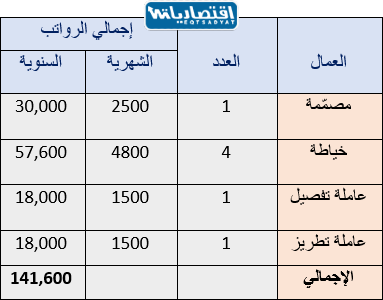 اقتصادياتي
EQTSADYAT
العمال العدد إجمالي الرواتب
الشهرية السنوية
مصمّمة 1 2500 30,000
خياطة 4 4800 57,600
عاملة تفصيل 1 1500 18,000
عاملة تطريز 1 1500 18,000
الإجمالي 141,600